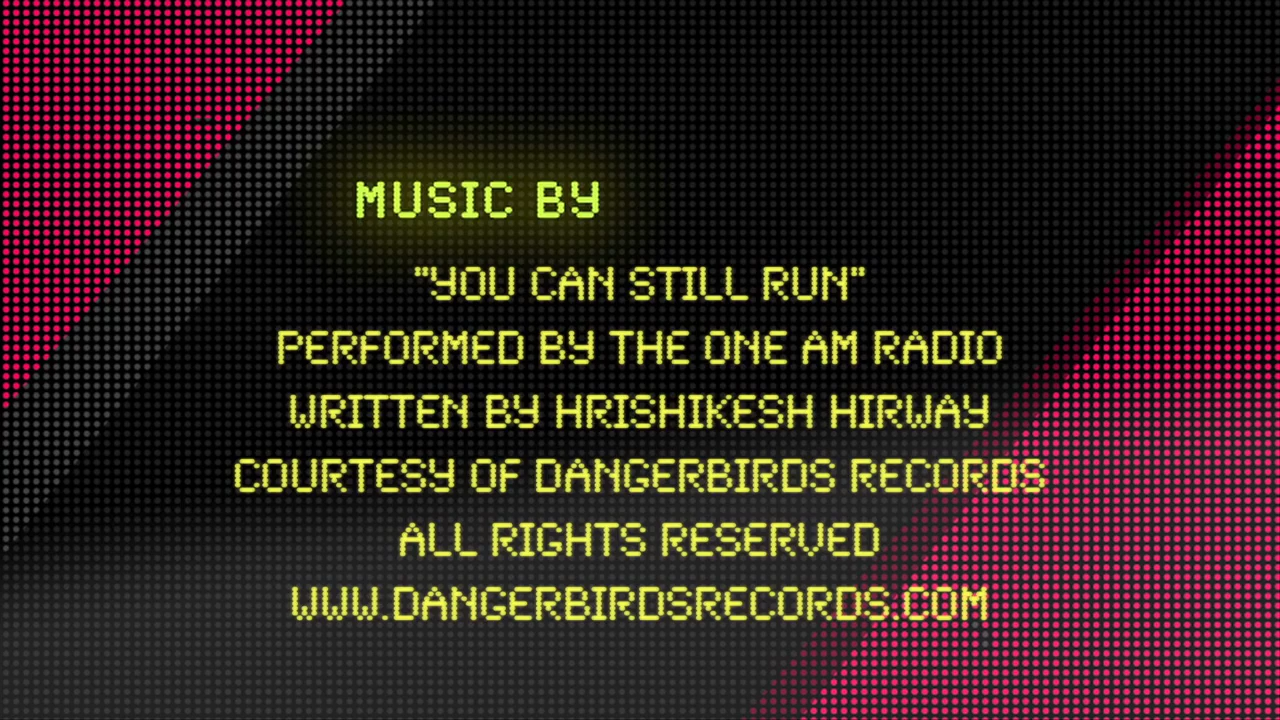 MUSIC BY
"YOU CAN STILL RUN"
PERFORMED BY THE ONE AM RADIO
WRITTEN BY HRISHIKESH HIRWAY
COURTESY OF DANGERBIRDS RECORDS
ALL RIGHTS RESERVED
WWW.DANGERBIRDSRECORDS.COM